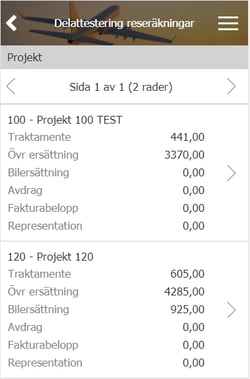 Delattestering reseräkningar
Projekt
Sida 1 av 1 (2 rader)
100 - Projekt 100 TEST
Traktamente 441,00
Övr ersättning 3370,00
Bilersättning 0,00
Avdrag 0,00
Fakturabelopp 0,00
Representation 0,00
120 - Projekt 120
Traktamente 605,00
Övr ersättning 4285,00
Bilersättning 925,00
Avdrag 0,00
Fakturabelopp 0,00
Representation 0,00